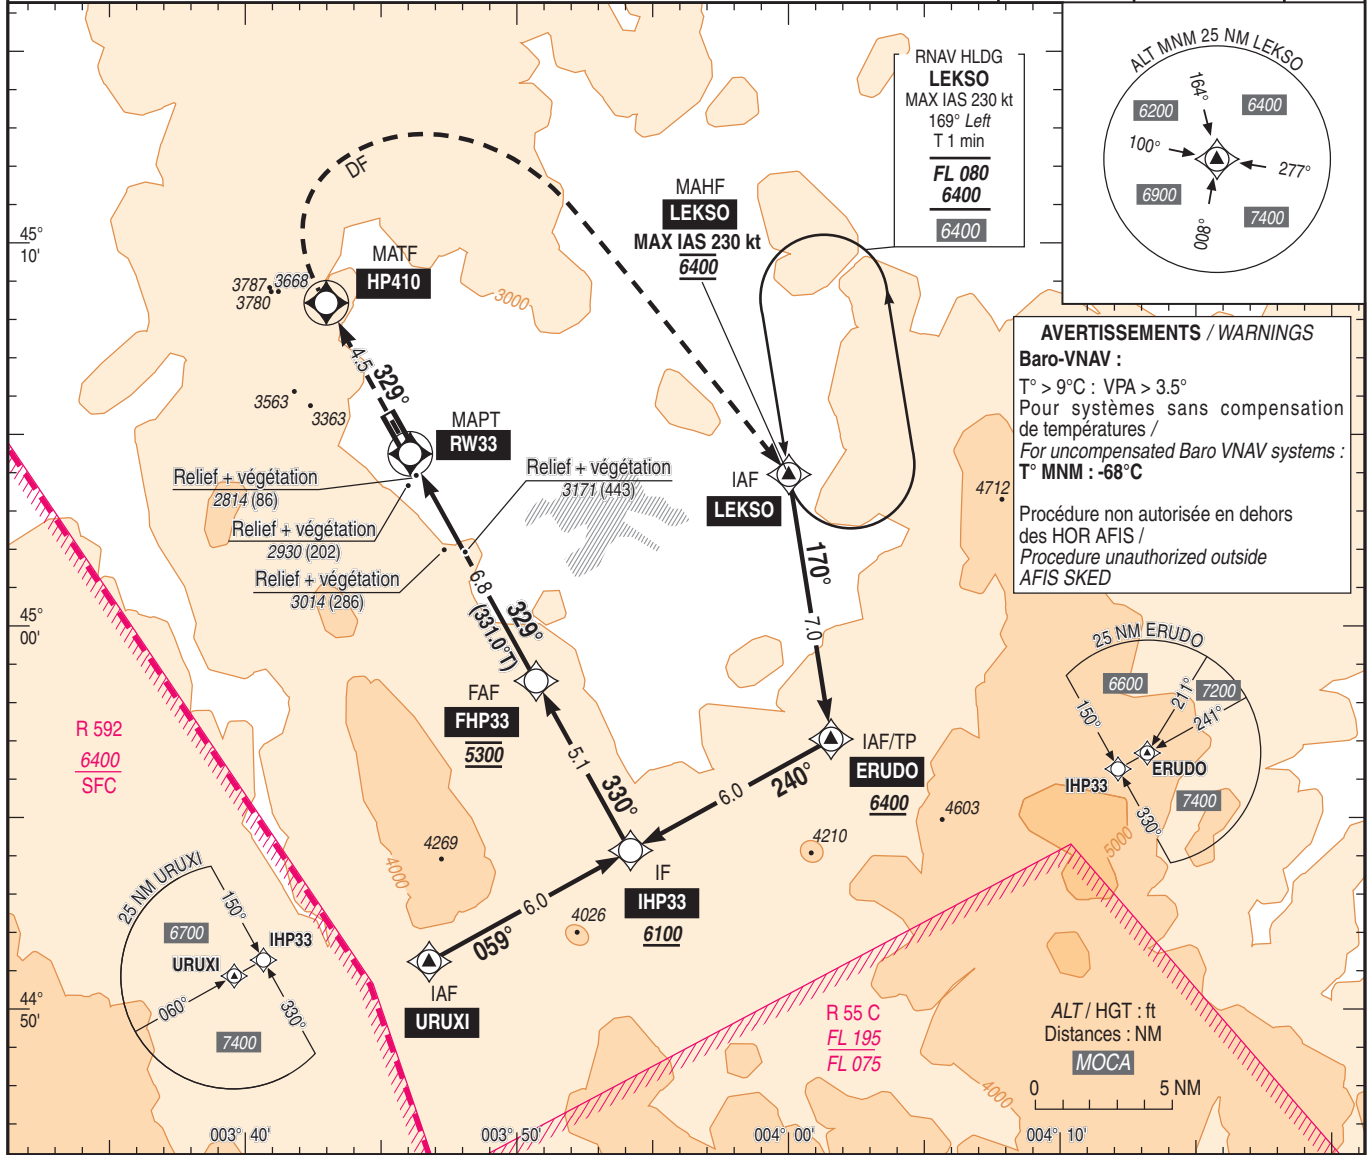 RNAV HLDG
LEKSO
MAX IAS 230 kt
169° Left
T 1 min
FL 080
6400
6400
ALT MNM 25 NM LEKSO
164°
6200
6400
100°
277°
6900
7400
008°
DF
MAHF
LEKSO
MAX IAS 230 kt
6400
45°
10'
MATF
HP410
3787
3668
3780
3000
AVERTISSEMENTS / WARNINGS
Baro-VNAV :
T° > 9°C : VPA > 3.5°
Pour systèmes sans compensation
de températures /
For uncompensated Baro VNAV systems :
T° MNM : -68°C
Procédure non autorisée en dehors
des HOR AFIS /
Procedure unauthorized outside
AFIS SKED
4.5
329°
3563
3363
MAPT
RW33
Relief + végétation
2814 (86)
Relief + végétation
3171 (443)
IAF
LEKSO
4712
Relief + végétation
2930 (202)
Relief + végétation
3014 (286)
6.8
329°
(331.0°T)
170°
7.0
45°
00'
25 NM ERUDO
6600
7200
211°
241°
150°
ERUDO
IHP33
7400
330°
FAF
FHP33
5300
R 592
6400
SFC
5.1
330°
IAF/TP
ERUDO
6400
6.0
240°
4603
4210
5000
4269
4000
25 NM URUXI
150°
6700
IHP33
URUXI
060°
330°
7400
IF
IHP33
6100
6.0
059°
4026
IAF
URUXI
44°
50'
R 55 C
FL 195
FL 075
ALT / HGT : ft
Distances : NM
MOCA
0
5 NM
4000
003° 40'
003° 50'
004° 00'
004° 10'